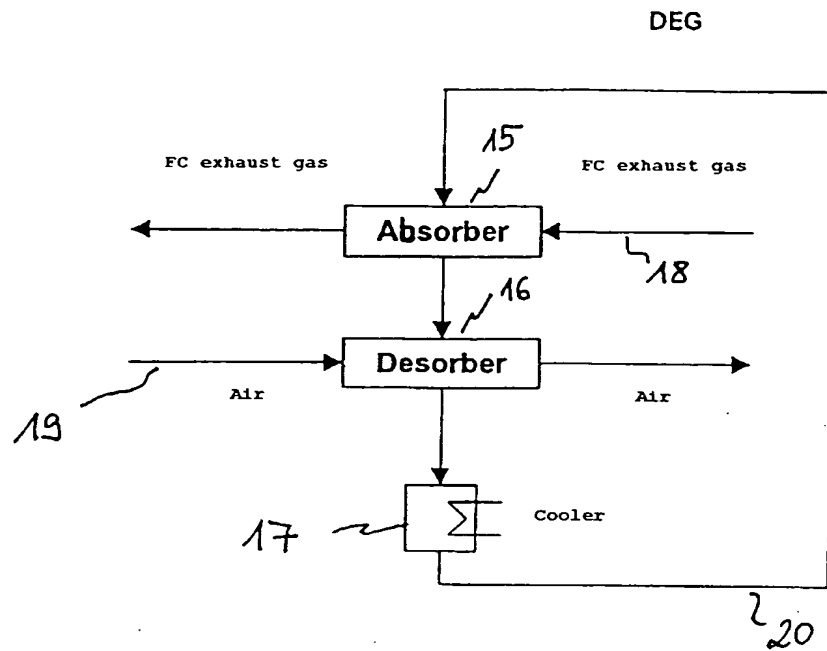 DEG
15
FC exhaust gas
FC exhaust gas
Absorber
18
16
Desorber
Air
Air
19
Cooler
17
20